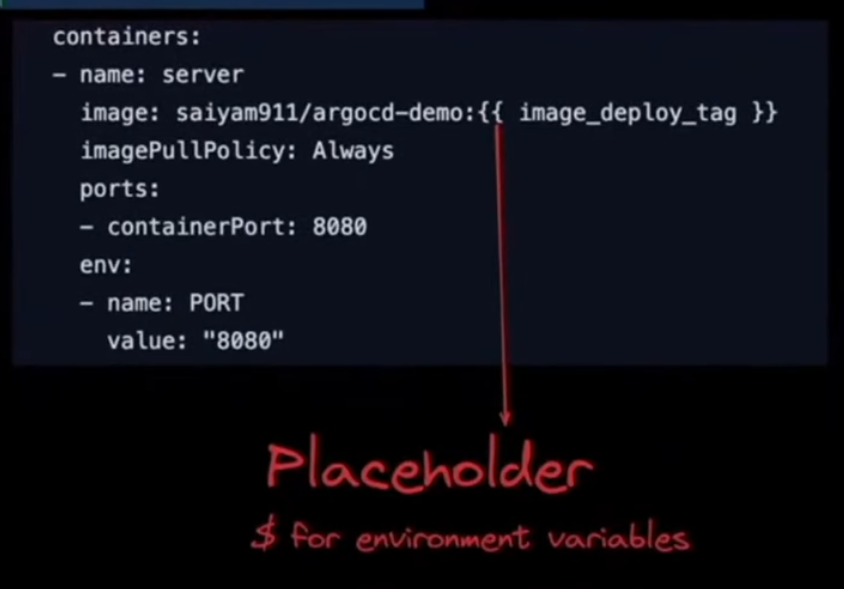 containers:
- name: server
image: saiyam911/argocd-demo:{{ image_deploy_tag }}
imagePullPolicy: Always
ports:
- containerPort: 8080
env:
- name: PORT
value: "8080"
Placeholder
$ for environment variables